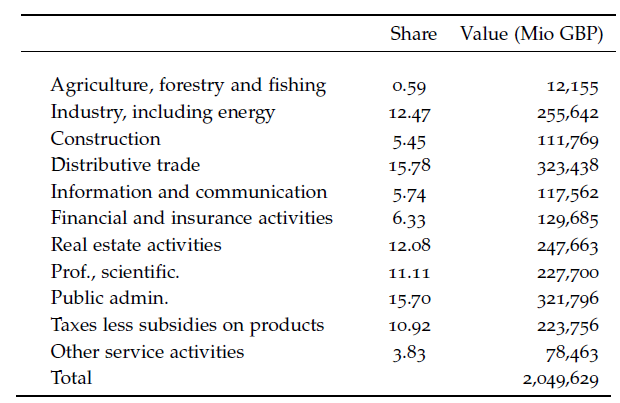 Share Value (Mio GBP)
Agriculture, forestry and fishing 0.59 12,155
Industry, including energy 12.47 255,642
Construction 5.45 111,769
Distributive trade 15.78 323,438
Information and communication 5.74 117,562
Financial and insurance activities 6.33 129,685
Real estate activities 12.08 247,663
Prof., scientific. 11.11 227,700
Public admin. 15.70 321,796
Taxes less subsidies on products 10.92 223,756
Other service activities 3.83 78,463
Total 2,049,629